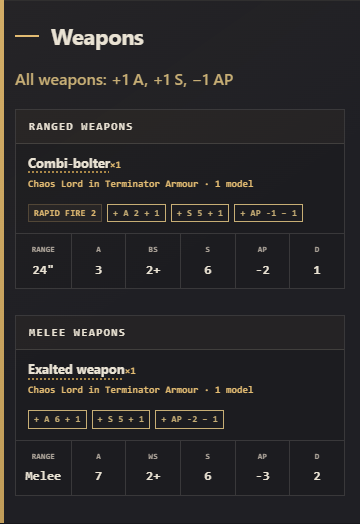 Weapons
All weapons: +1 A, +1 S, −1 AP
RANGED WEAPONS
Combi-bolter×1
Chaos Lord in Terminator Armour · 1 model
RAPID FIRE 2 + A 2 + 1 + S 5 + 1 + AP -1 − 1
RANGE A BS S AP D
24" 3 2+ 6 -2 1
MELEE WEAPONS
Exalted weapon×1
Chaos Lord in Terminator Armour · 1 model
+ A 6 + 1 + S 5 + 1 + AP -2 − 1
RANGE A WS S AP D
Melee 7 2+ 6 -3 2